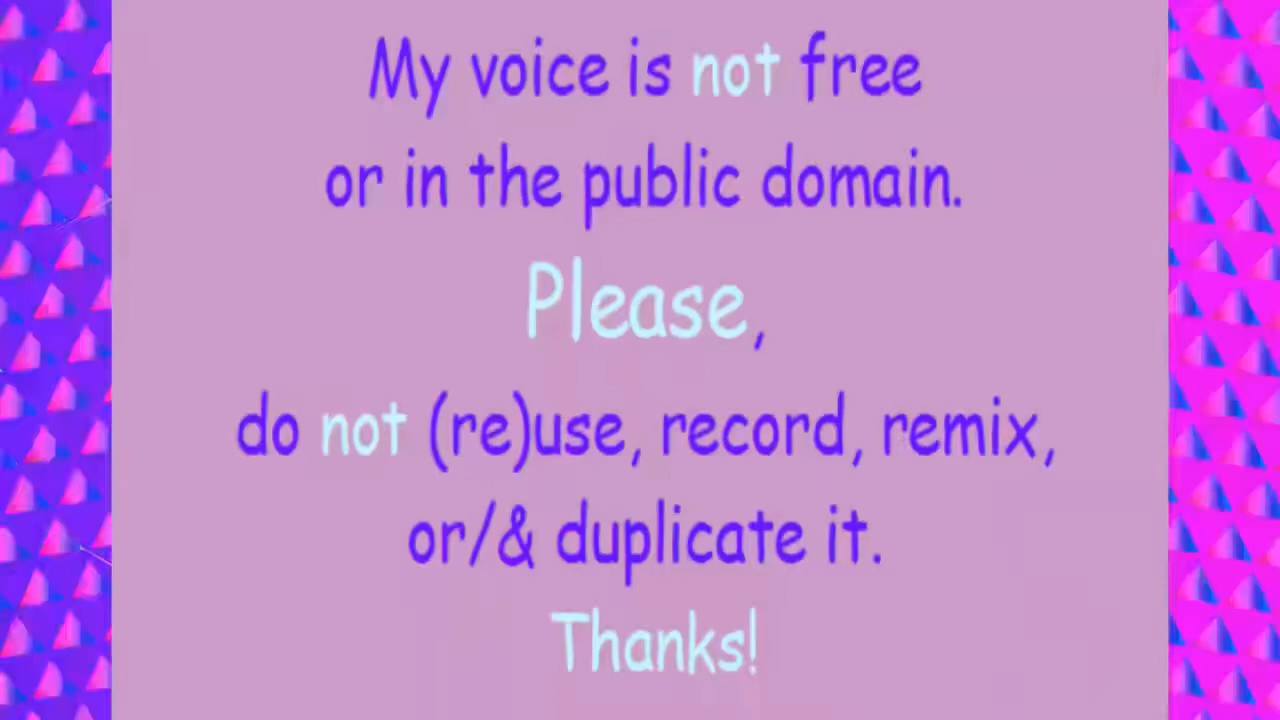 My voice is not free
or in the public domain.
Please,
do not (re)use, record, remix,
or/& duplicate it.
Thanks!